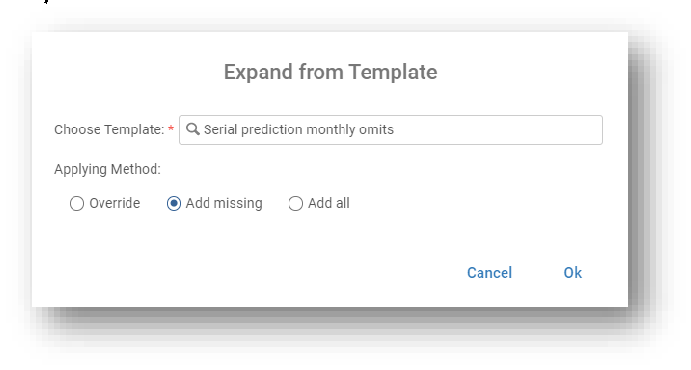 Expand from Template
Choose Template: * Serial prediction monthly omits
Applying Method:
Override Add missing Add all
Cancel Ok